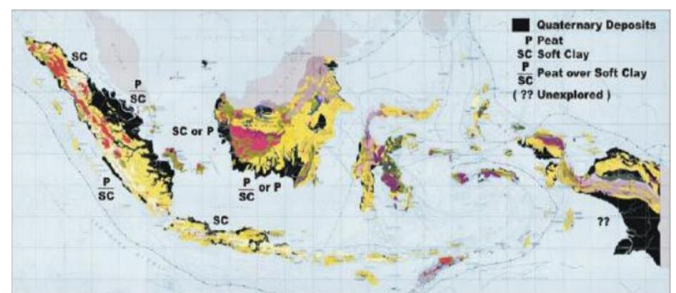 Quaternary Deposits
P Peat
SC Soft Clay
P
SC Peat over Soft Clay
( ?? Unexplored )
SC
P
SC
SC or P
P
SC
P
SC or P
SC
??